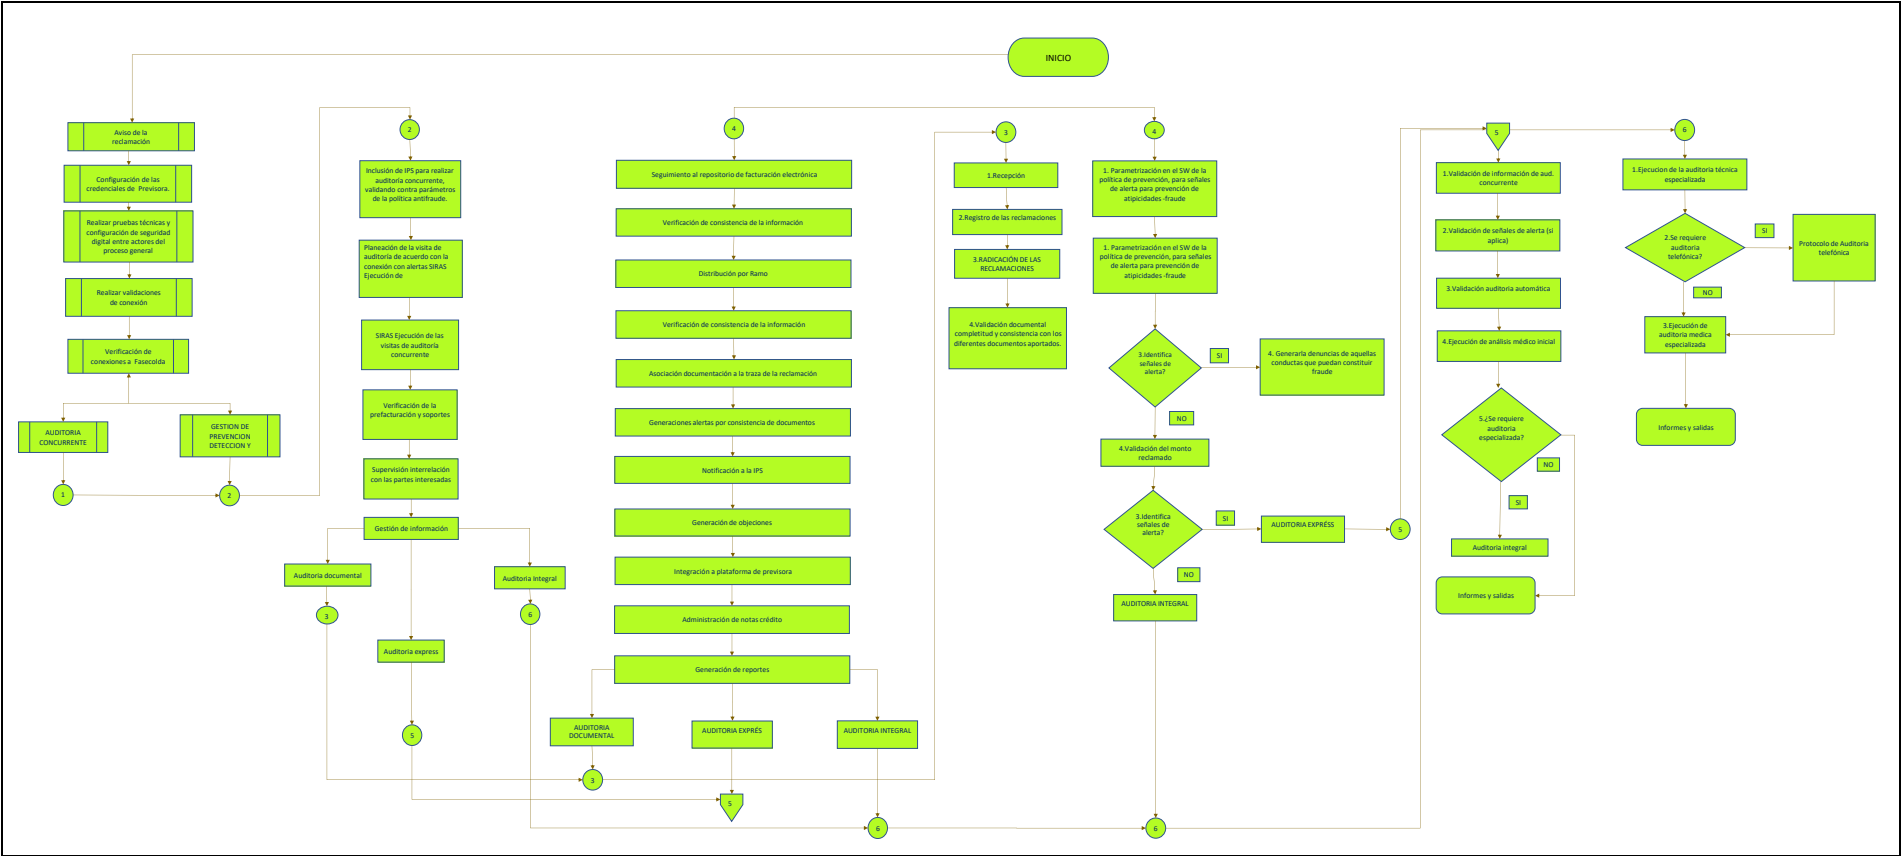 INICIO
Aviso de la
reclamación
Configuración de las
credenciales de Previsora.
Realizar pruebas técnicas y
configuración de seguridad
digital entre actores del
proceso general
Realizar validaciones
de conexión
Verificación de
conexiones a Fasecolda
AUDITORIA
CONCURRENTE
GESTION DE
PREVENCION
DETECCION Y
1
2
2
Inclusión de IPS para realizar
auditoría concurrente,
validando contra parámetros
de la política antifraude.
Planeación de la visita de
auditoría de acuerdo con la
conexión con alertas SIRAS
Ejecución de
SIRAS Ejecución de las
visitas de auditoría
concurrente
Verificación de la
prefacturación y soportes
Supervisión interrelación
con las partes interesadas
Gestión de información
Auditoria documental
Auditoria Integral
3
6
Auditoria express
5
4
Seguimiento al repositorio de facturación electrónica
Verificación de consistencia de la información
Distribución por Ramo
Verificación de consistencia de la información
Asociación documentación a la traza de la reclamación
Generaciones alertas por consistencia de documentos
Notificación a la IPS
Generación de objeciones
Integración a plataforma de previsora
Administración de notas crédito
Generación de reportes
AUDITORIA
DOCUMENTAL
AUDITORIA EXPRÉS
AUDITORIA INTEGRAL
3
5
6
3
1.Recepción
2.Registro de las reclamaciones
3.RADICACIÓN DE LAS
RECLAMACIONES
4.Validación documental
completitud y consistencia con los
diferentes documentos aportados.
4
1. Parametrización en el SW de la
política de prevención, para señales
de alerta para prevención de
atipicidades -fraude
1. Parametrización en el SW de la
política de prevención, para señales
de alerta para prevención de
atipicidades -fraude
3.Identifica
señales de
alerta?
SI
4. Generarla denuncias de aquellas
conductas que puedan constituir
fraude
NO
4.Validación del monto
reclamado
3.Identifica
señales de
alerta?
SI
AUDITORIA EXPRÉSS
5
NO
AUDITORIA INTEGRAL
6
5
1.Validación de información de aud.
concurrente
2.Validación de señales de alerta (si
aplica)
3.Validación auditoria automática
4.Ejecución de análisis médico inicial
5.¿Se requiere
auditoria
especializada?
NO
SI
Auditoria integral
Informes y salidas
6
1.Ejecucion de la auditoria técnica
especializada
2.Se requiere
auditoria
telefónica?
SI
Protocolo de Auditoria
telefónica
NO
3.Ejecución de
auditoria medica
especializada
Informes y salidas